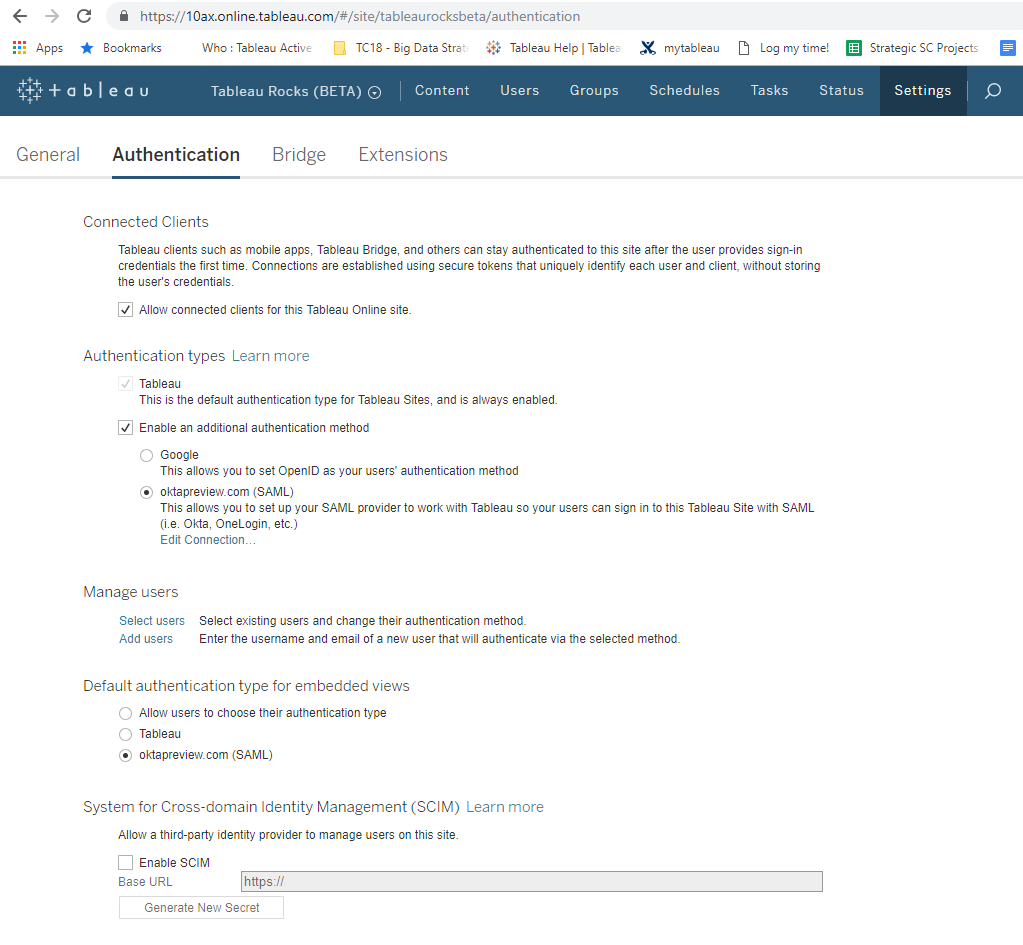 https://10ax.online.tableau.com/#/site/tableaurocksbeta/authentication
Apps Bookmarks Who : Tableau Active TC18 - Big Data Strat Tableau Help | Tablea mytableau Log my time! Strategic SC Projects
+ableau Tableau Rocks (BETA) Content Users Groups Schedules Tasks Status Settings
General Authentication Bridge Extensions
Connected Clients
Tableau clients such as mobile apps, Tableau Bridge, and others can stay authenticated to this site after the user provides sign-in
credentials the first time. Connections are established using secure tokens that uniquely identify each user and client, without storing
the user's credentials.
Allow connected clients for this Tableau Online site.
Authentication types Learn more
Tableau
This is the default authentication type for Tableau Sites, and is always enabled.
Enable an additional authentication method
Google
This allows you to set OpenID as your users' authentication method
oktapreview.com (SAML)
This allows you to set up your SAML provider to work with Tableau so your users can sign in to this Tableau Site with SAML
(i.e. Okta, OneLogin, etc.)
Edit Connection…
Manage users
Select users Select existing users and change their authentication method.
Add users Enter the username and email of a new user that will authenticate via the selected method.
Default authentication type for embedded views
Allow users to choose their authentication type
Tableau
oktapreview.com (SAML)
System for Cross-domain Identity Management (SCIM) Learn more
Allow a third-party identity provider to manage users on this site.
Enable SCIM
Base URL https://
Generate New Secret